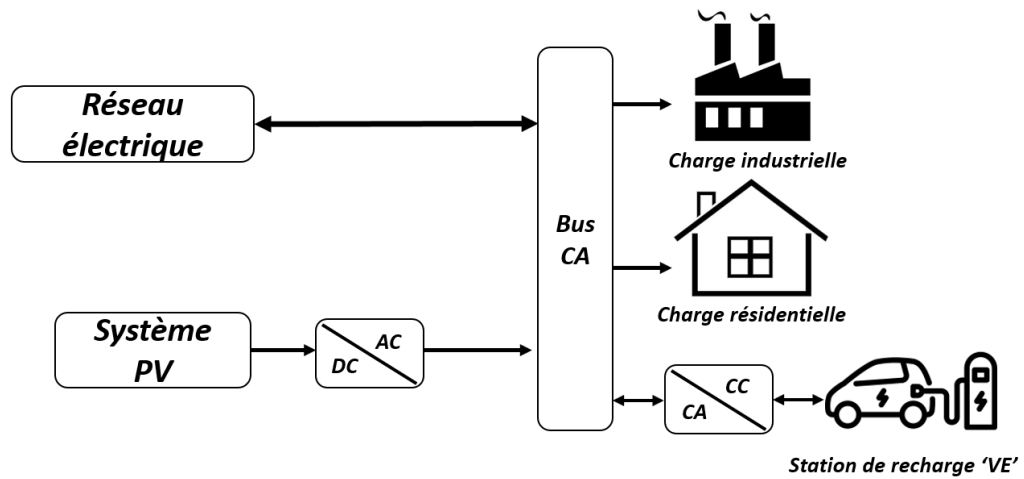 Réseau
électrique
Charge industrielle
Bus
CA
Charge résidentielle
Système
PV
AC
DC
CC
CA
Station de recharge ‘VE’